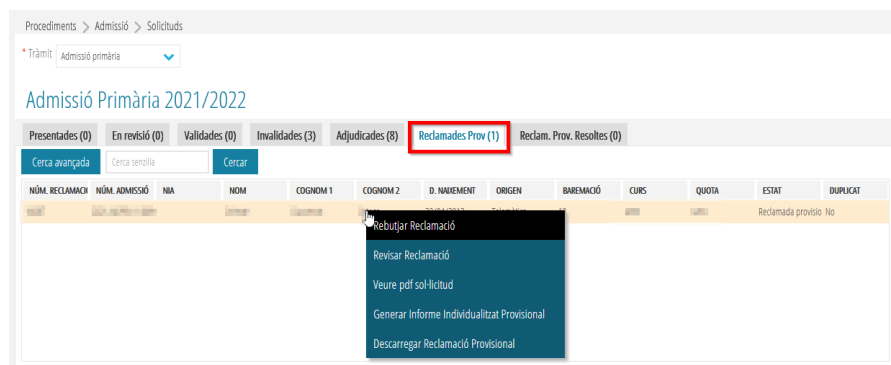 Procediments > Admissió > Solicituds
* Tràmit Admissió primària
Admissió Primària 2021/2022
Presentades (0) En revisió (0) Validades (0) Invalidades (3) Adjudicades (8) Reclamades Prov (1) Reclam. Prov. Resoltes (0)
Cerca avançada Cerca senzilla Cercar
NÚM. RECLAMACIÓ NÚM. ADMISSIÓ NIA NOM COGNOM 1 COGNOM 2 D. NAIXEMENT ORIGEN BAREMACIÓ CURS QUOTA ESTAT DUPLICAT
Reclamada provisio No
Rebutjar Reclamació
Revisar Reclamació
Veure pdf sol·licitud
Generar Informe Individualitzat Provisional
Descarregar Reclamació Provisional